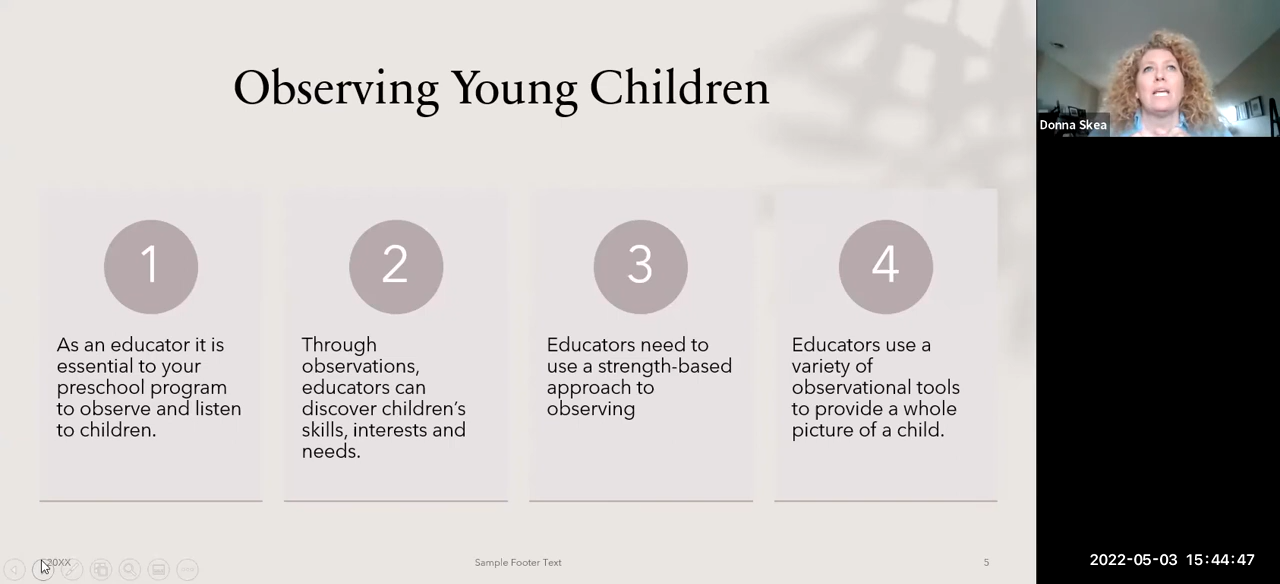 Observing Young Children
1
As an educator it is
essential to your
preschool program
to observe and listen
to children.
2
Through
observations,
educators can
discover children's
skills, interests and
needs.
3
Educators need to
use a strength-based
approach to
observing
4
Educators use a
variety of
observational tools
to provide a whole
picture of a child.
20XX
Sample Footer Text
5
Donna Skea
2022-05-03 15:44:47